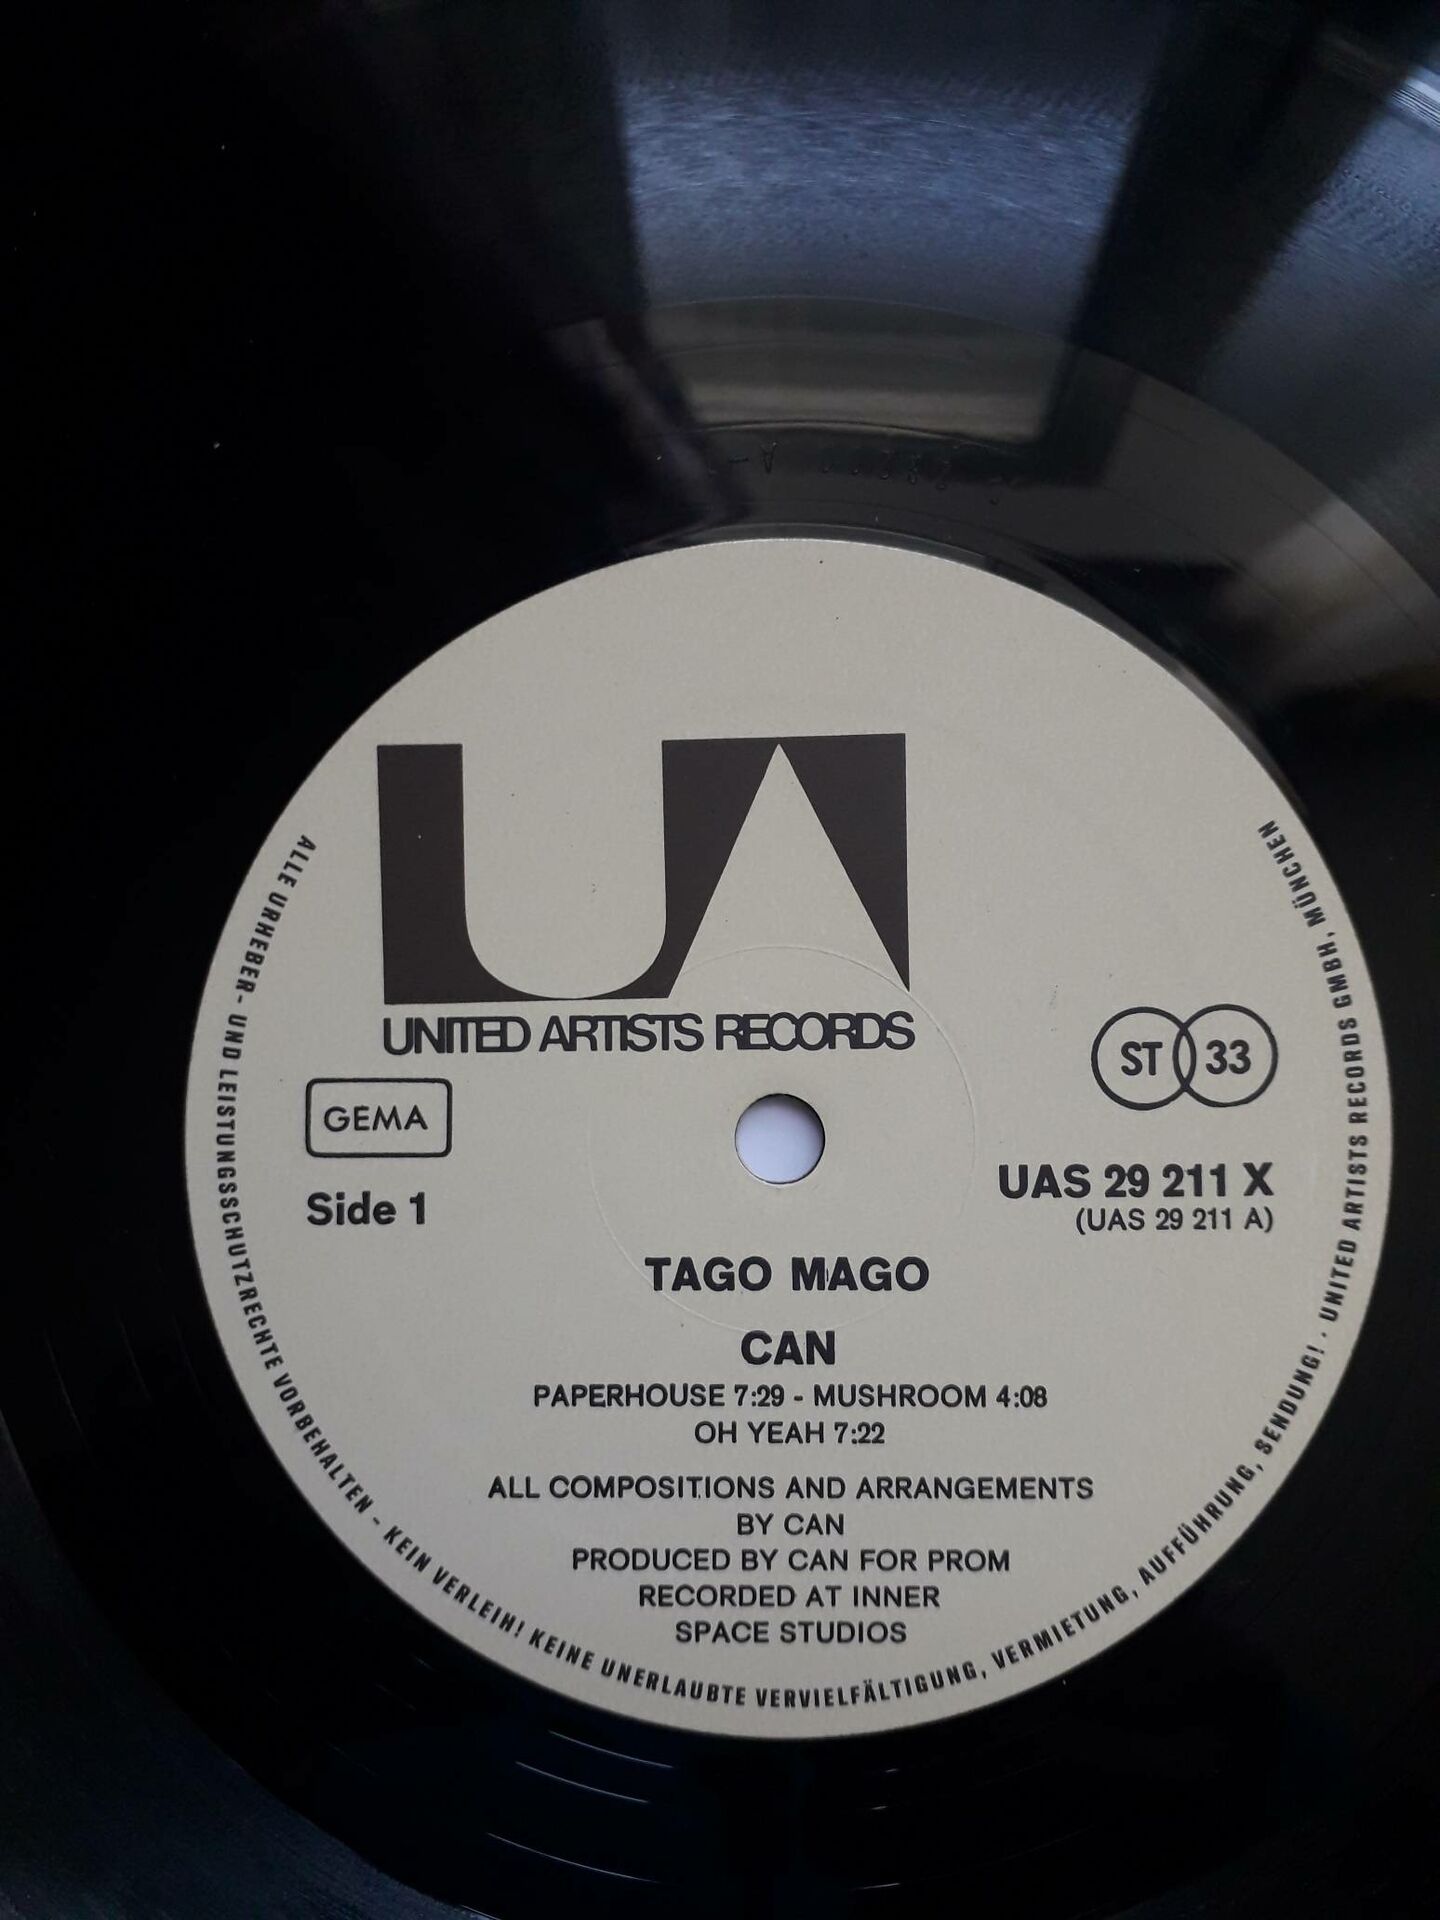 UA
UNITED ARTISTS RECORDS
GEMA
ST 33
Side 1
UAS 29 211 X
(UAS 29 211 A)
TAGO MAGO
CAN
PAPERHOUSE 7:29 - MUSHROOM 4:08
OH YEAH 7:22
ALL COMPOSITIONS AND ARRANGEMENTS
BY CAN
PRODUCED BY CAN FOR PROM
RECORDED AT INNER
SPACE STUDIOS
ALLE URHEBER- UND LEISTUNGSSCHUTZRECHTE VORBEHALTEN - KEIN VERLEIH! KEINE UNERLAUBTE VERVIELFÄLTIGUNG, VERMIETUNG, AUFFÜHRUNG, SENDUNG! · UNITED ARTISTS RECORDS GMBH, MÜNCHEN